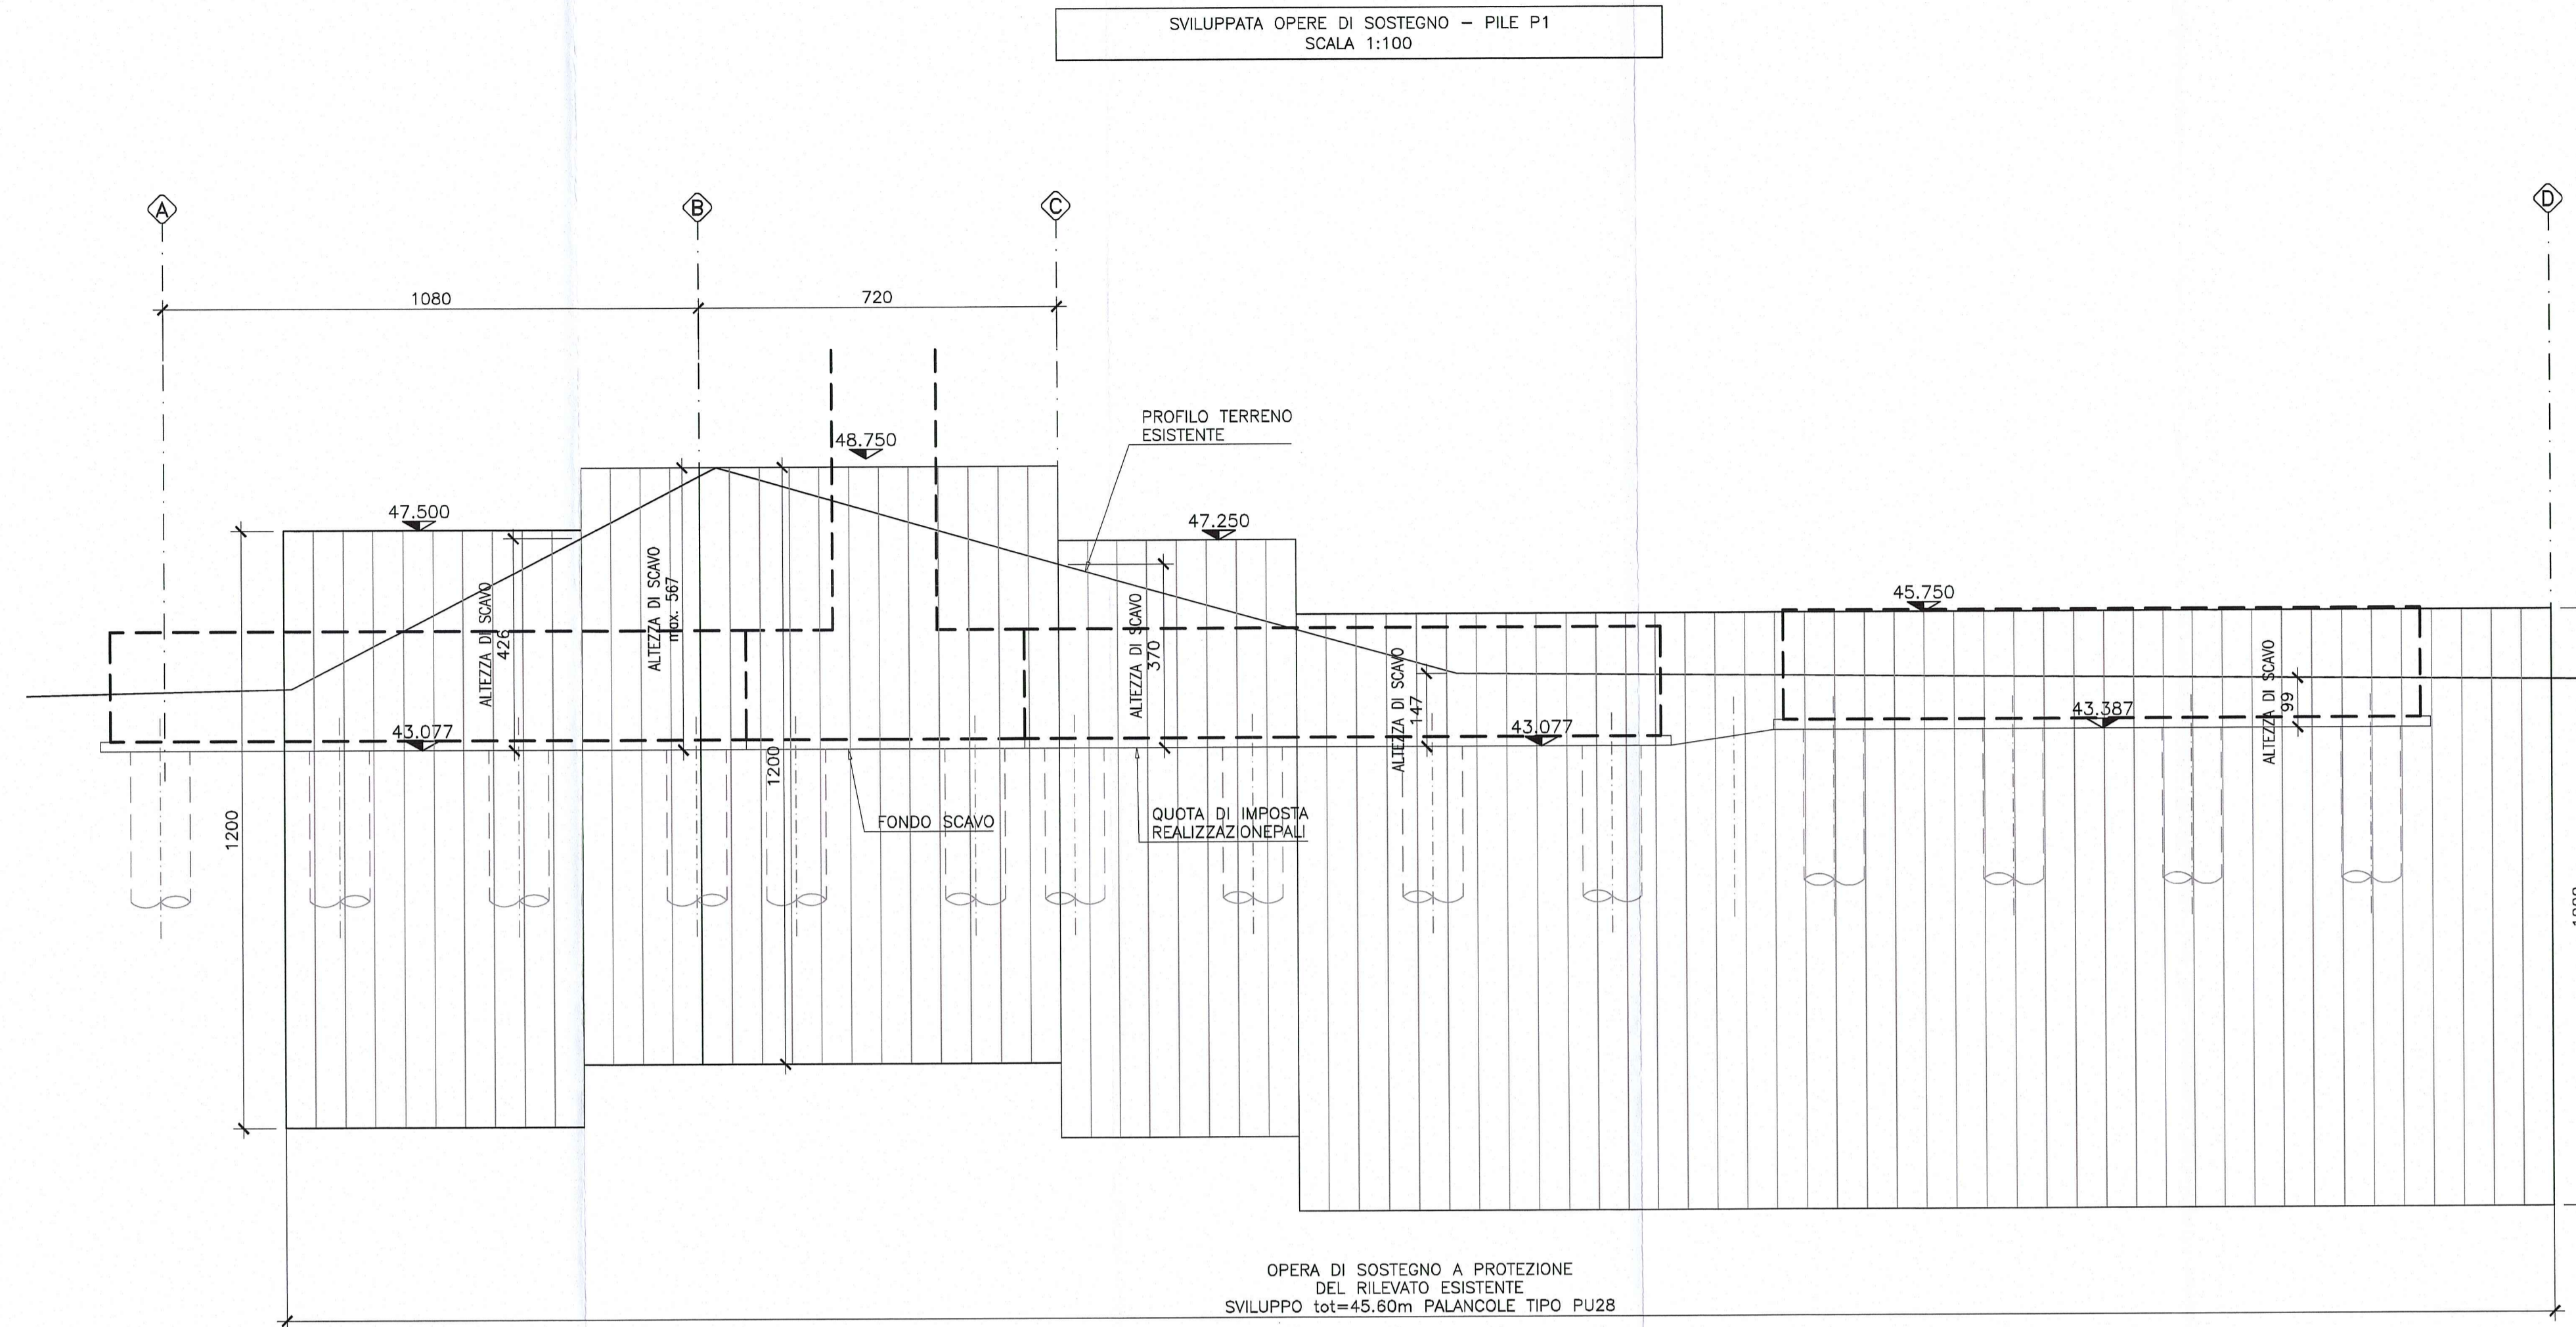 SVILUPPATA OPERE DI SOSTEGNO – PILE P1
SCALA 1:100
A
B
C
D
1080
720
PROFILO TERRENO
ESISTENTE
48.750
47.500
47.250
45.750
ALTEZZA DI SCAVO
426
ALTEZZA DI SCAVO
max. 567
ALTEZZA DI SCAVO
370
ALTEZZA DI SCAVO
147
ALTEZZA DI SCAVO
99
43.077
43.077
43.387
1200
1200
FONDO SCAVO
QUOTA DI IMPOSTA
REALIZZAZIONEPALI
OPERA DI SOSTEGNO A PROTEZIONE
DEL RILEVATO ESISTENTE
SVILUPPO tot=45.60m PALANCOLE TIPO PU28